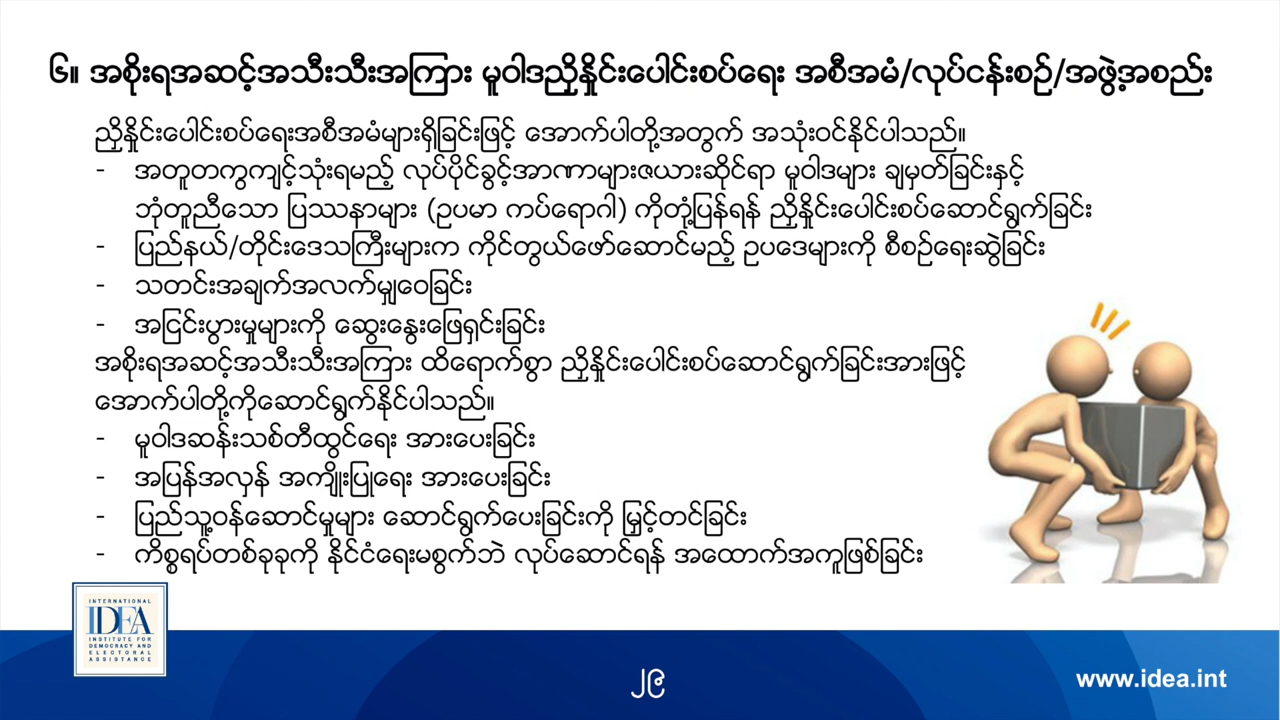 ၆။ အစိုးရအဆင့်အသီးသီးအကြား မူဝါဒညှိနှိုင်းပေါင်းစပ်ရေး အစီအမံ/လုပ်ငန်းစဉ်/အဖွဲ့အစည်း
ညှိနှိုင်းပေါင်းစပ်ရေးအစီအမံများရှိခြင်းဖြင့် အောက်ပါတို့အတွက် အသုံးဝင်နိုင်ပါသည်။
- အတူတကွကျင့်သုံးရမည့် လုပ်ပိုင်ခွင့်အာဏာများဇယားဆိုင်ရာ မူဝါဒများ ချမှတ်ခြင်းနှင့်
ဘုံတူညီသော ပြဿနာများ (ဥပမာ ကပ်ရောဂါ) ကိုတုံ့ပြန်ရန် ညှိနှိုင်းပေါင်းစပ်ဆောင်ရွက်ခြင်း
- ပြည်နယ်/တိုင်းဒေသကြီးများက ကိုင်တွယ်ဖော်ဆောင်မည့် ဥပဒေများကို စီစဉ်ရေးဆွဲခြင်း
- သတင်းအချက်အလက်မျှဝေခြင်း
- အငြင်းပွားမှုများကို ဆွေးနွေးဖြေရှင်းခြင်း
အစိုးရအဆင့်အသီးသီးအကြား ထိရောက်စွာ ညှိနှိုင်းပေါင်းစပ်ဆောင်ရွက်ခြင်းအားဖြင့်
အောက်ပါတို့ကိုဆောင်ရွက်နိုင်ပါသည်။
- မူဝါဒဆန်းသစ်တီထွင်ရေး အားပေးခြင်း
- အပြန်အလှန် အကျိုးပြုရေး အားပေးခြင်း
- ပြည်သူ့ဝန်ဆောင်မှုများ ဆောင်ရွက်ပေးခြင်းကို မြှင့်တင်ခြင်း
- ကိစ္စရပ်တစ်ခုခုကို နိုင်ငံရေးမစွက်ဘဲ လုပ်ဆောင်ရန် အထောက်အကူဖြစ်ခြင်း
INTERNATIONAL
IDEA
INSTITUTE FOR
DEMOCRACY AND
ELECTORAL
ASSISTANCE
၂၉
www.idea.int